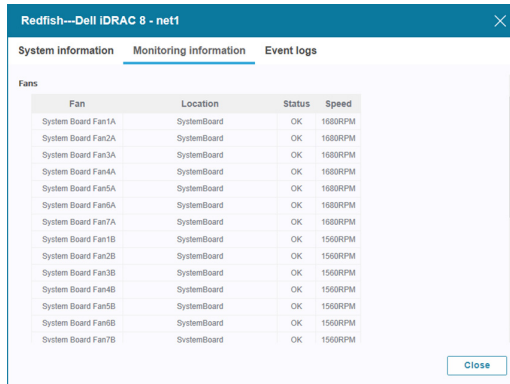 Redfish---Dell iDRAC 8 - net1
System information Monitoring information Event logs
Fans
Fan Location Status Speed
System Board Fan1A SystemBoard OK 1680RPM
System Board Fan2A SystemBoard OK 1680RPM
System Board Fan3A SystemBoard OK 1680RPM
System Board Fan4A SystemBoard OK 1680RPM
System Board Fan5A SystemBoard OK 1680RPM
System Board Fan6A SystemBoard OK 1680RPM
System Board Fan7A SystemBoard OK 1680RPM
System Board Fan1B SystemBoard OK 1560RPM
System Board Fan2B SystemBoard OK 1560RPM
System Board Fan3B SystemBoard OK 1560RPM
System Board Fan4B SystemBoard OK 1560RPM
System Board Fan5B SystemBoard OK 1560RPM
System Board Fan6B SystemBoard OK 1560RPM
System Board Fan7B SystemBoard OK 1560RPM
Close